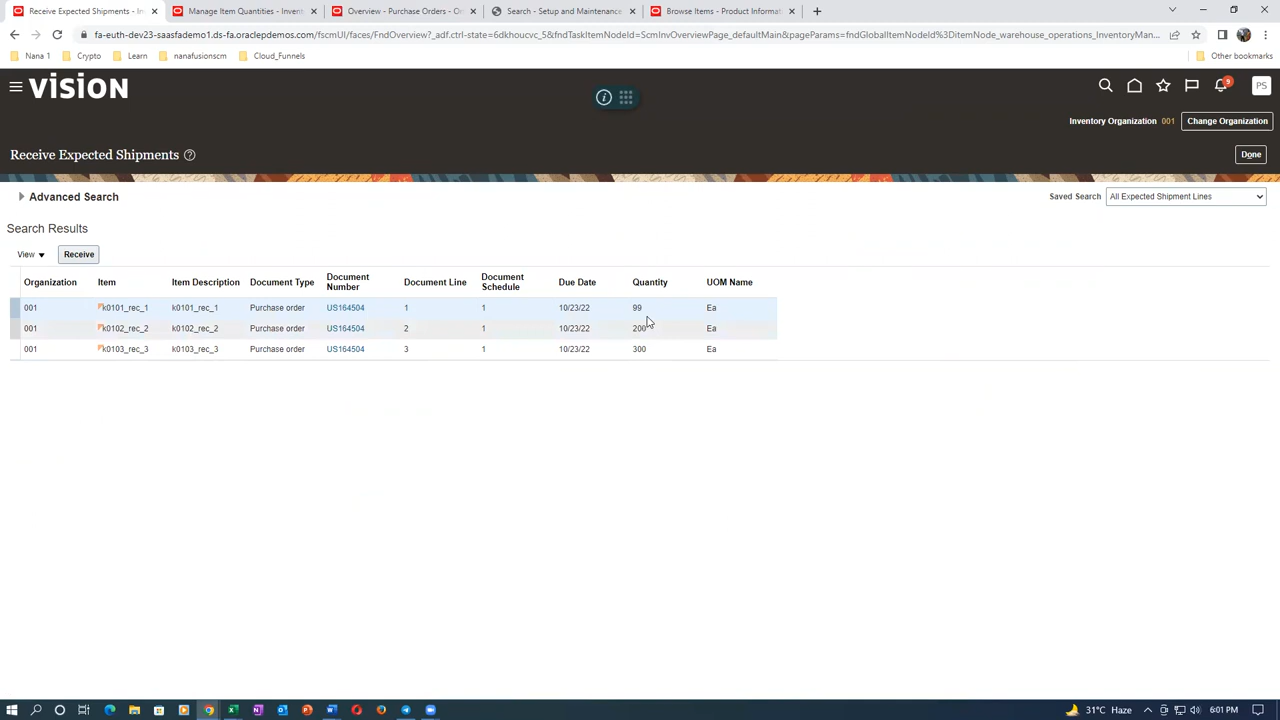 Receive Expected Shipments - In
Manage Item Quantities - Invent
Overview - Purchase Orders - Or
Search - Setup and Maintenance
Browse Items - Product Informat
fa-euth-dev23-saasfademo1.ds-fa.oraclepdemos.com/fscmUI/faces/FndOverview?_adf.ctrl-state=6dkhoucvc_5&fndTaskItemNodeId=ScmInvOverviewPage_defaultMain&pageParams=fndGlobalItemNodeId%3DitemNode_warehouse_operations_InventoryMan...
Nana 1
Crypto
Learn
nanafusionscm
Cloud_Funnels
Other bookmarks
VISION
9
PS
Inventory Organization 001 Change Organization
Receive Expected Shipments ?
Done
Advanced Search
Saved Search All Expected Shipment Lines
Search Results
View Receive
Organization Item Item Description Document Type Document Number Document Line Document Schedule Due Date Quantity UOM Name
001 k0101_rec_1 k0101_rec_1 Purchase order US164504 1 1 10/23/22 99 Ea
001 k0102_rec_2 k0102_rec_2 Purchase order US164504 2 1 10/23/22 200 Ea
001 k0103_rec_3 k0103_rec_3 Purchase order US164504 3 1 10/23/22 300 Ea
31°C Haze
6:01 PM